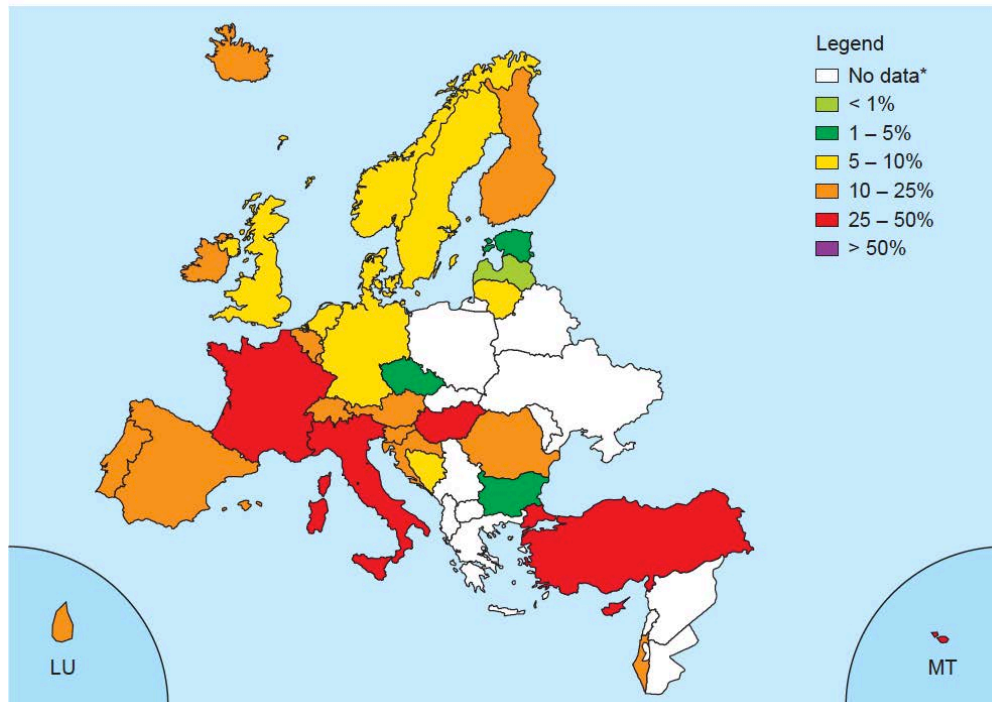 Legend
No data*
< 1%
1 – 5%
5 – 10%
10 – 25%
25 – 50%
> 50%
LU
MT